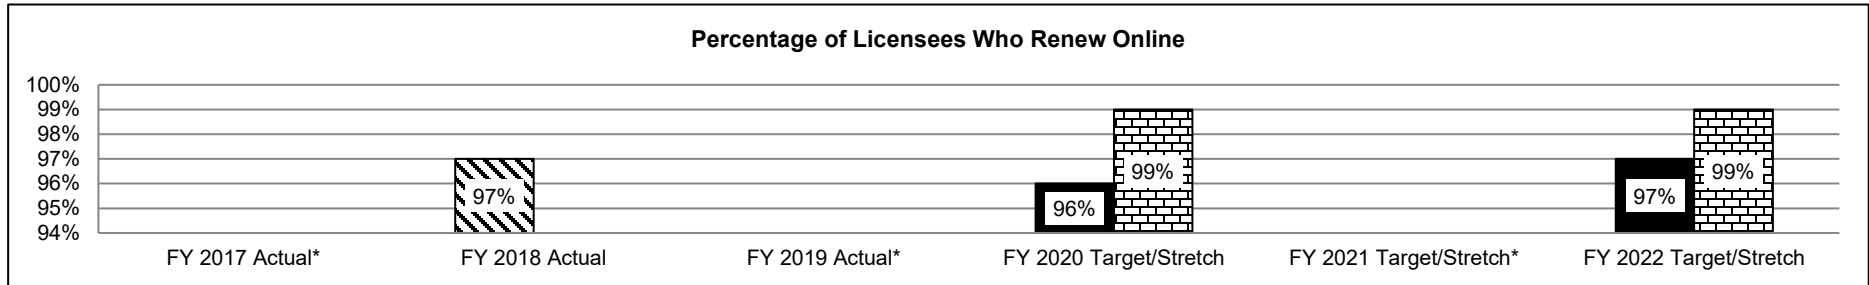 Percentage of Licensees Who Renew Online
100%
99%
98%
97%
96%
95%
94%
97%
96%
99%
97%
99%
FY 2017 Actual*
FY 2018 Actual
FY 2019 Actual*
FY 2020 Target/Stretch
FY 2021 Target/Stretch*
FY 2022 Target/Stretch